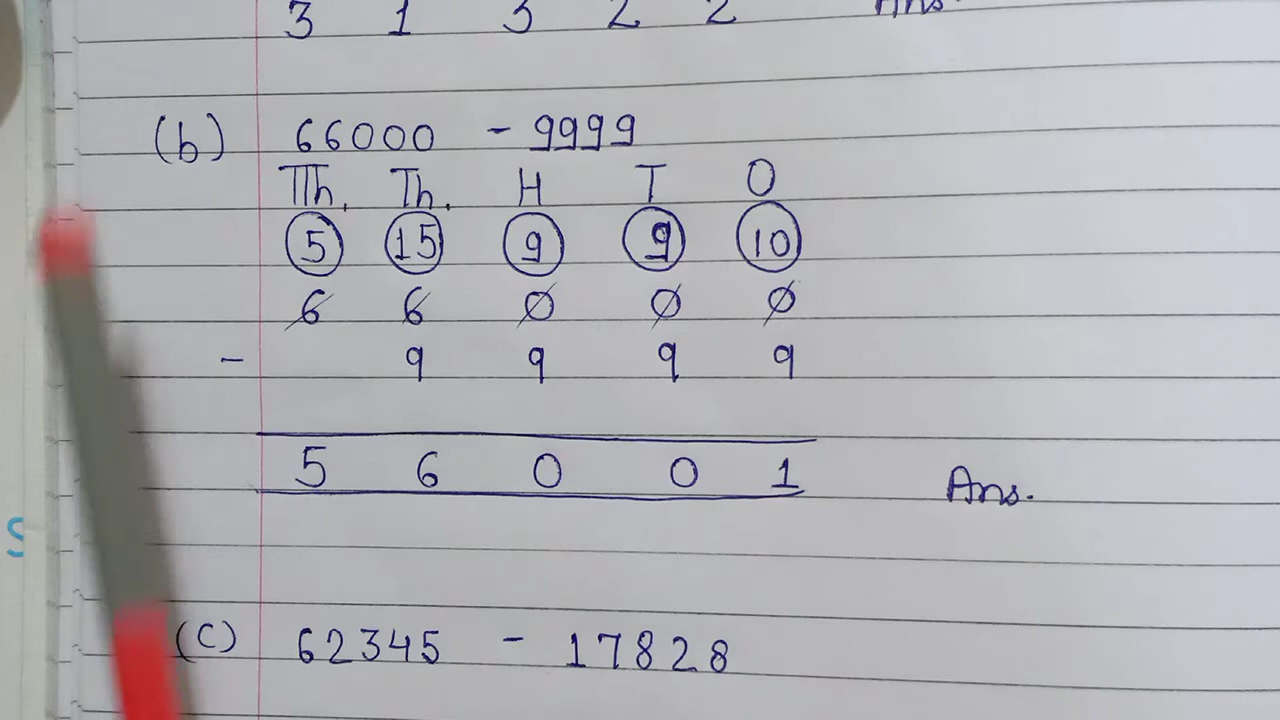 3 1 3 2 2 Ans.
(b) 66000 - 9999
TTh. Th. H T O
5 15 9 9 10
6 6 0 0 0
- 9 9 9 9
5 6 0 0 1 Ans.
(C) 62345 - 17828